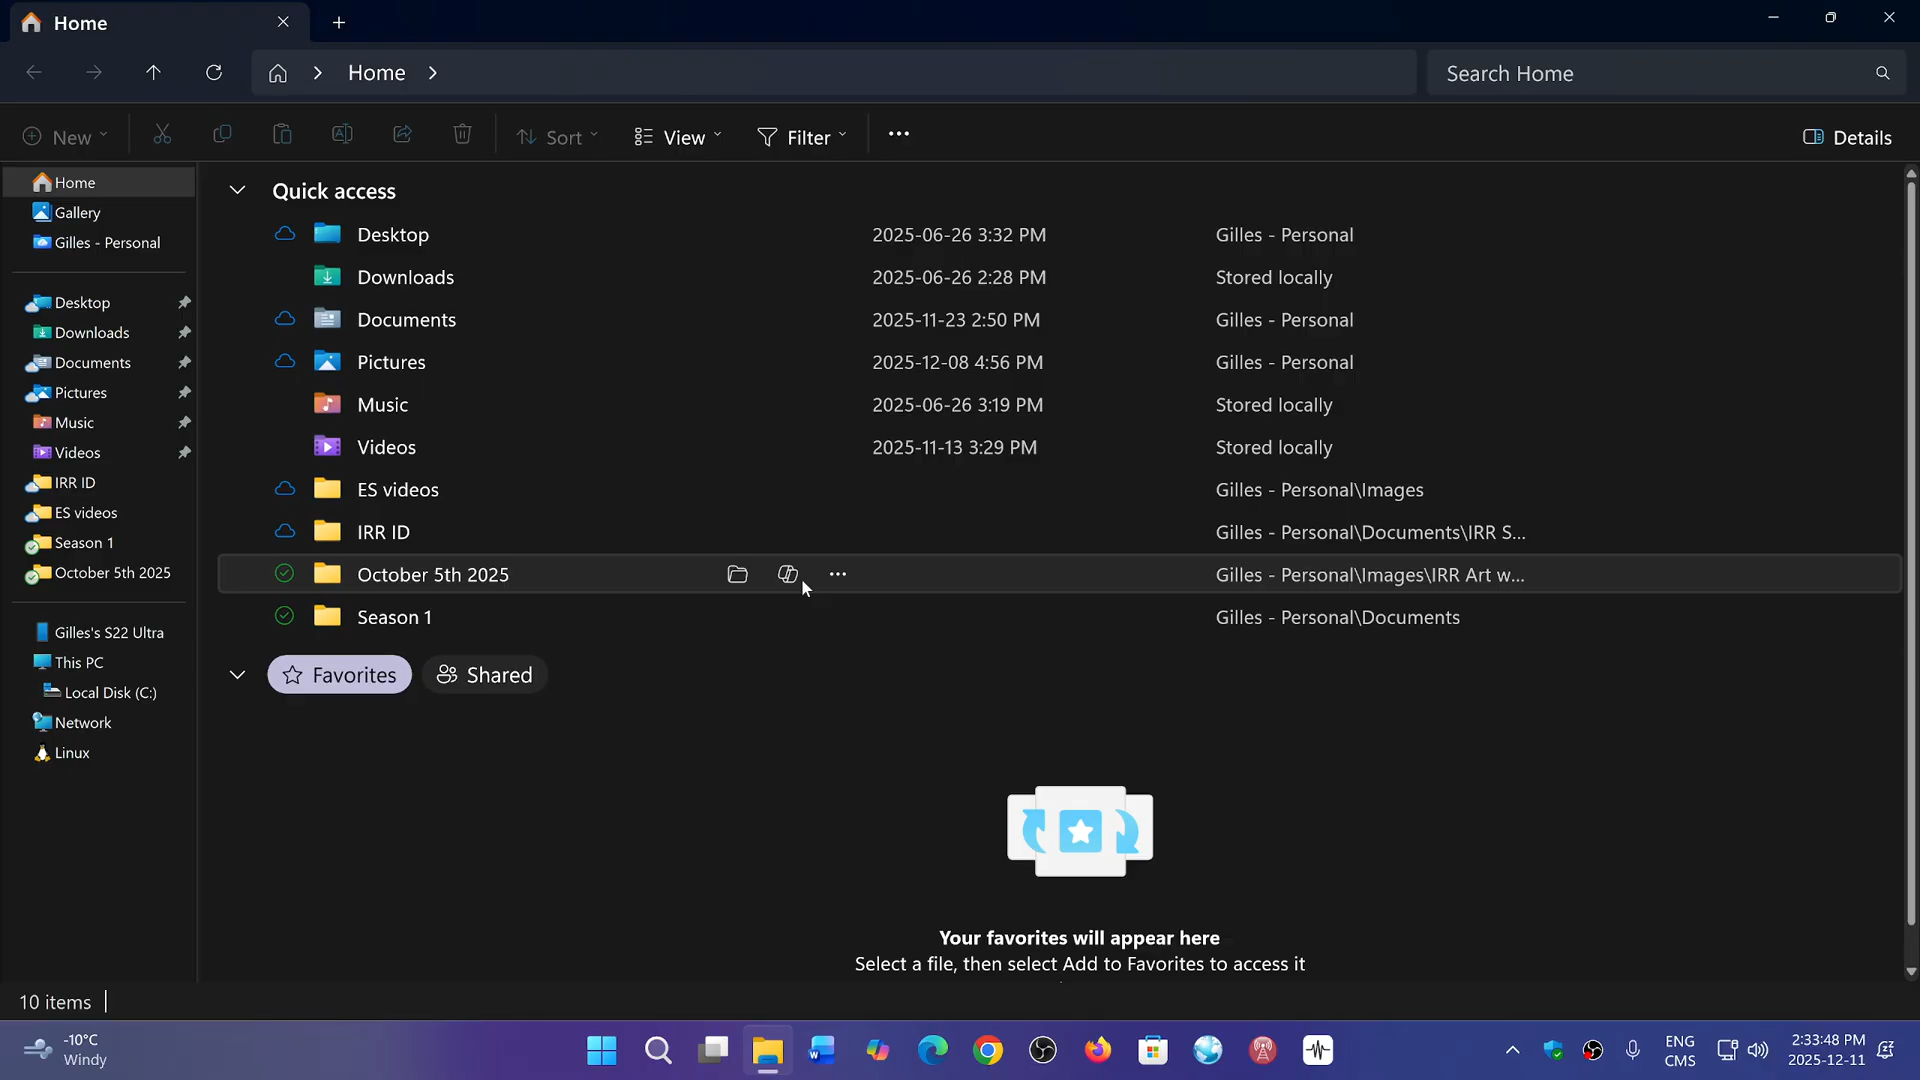 Home
Home
Search Home
New
Sort
View
Filter
Details
Home
Gallery
Gilles - Personal
Desktop
Downloads
Documents
Pictures
Music
Videos
IRR ID
ES videos
Season 1
October 5th 2025
Gilles's S22 Ultra
This PC
Local Disk (C:)
Network
Linux
Quick access
Desktop 2025-06-26 3:32 PM Gilles - Personal
Downloads 2025-06-26 2:28 PM Stored locally
Documents 2025-11-23 2:50 PM Gilles - Personal
Pictures 2025-12-08 4:56 PM Gilles - Personal
Music 2025-06-26 3:19 PM Stored locally
Videos 2025-11-13 3:29 PM Stored locally
ES videos Gilles - Personal\Images
IRR ID Gilles - Personal\Documents\IRR S...
October 5th 2025 Gilles - Personal\Images\IRR Art w...
Season 1 Gilles - Personal\Documents
Favorites Shared
Your favorites will appear here
Select a file, then select Add to Favorites to access it
10 items
-10°C
Windy
ENG
CMS
2:33:48 PM
2025-12-11